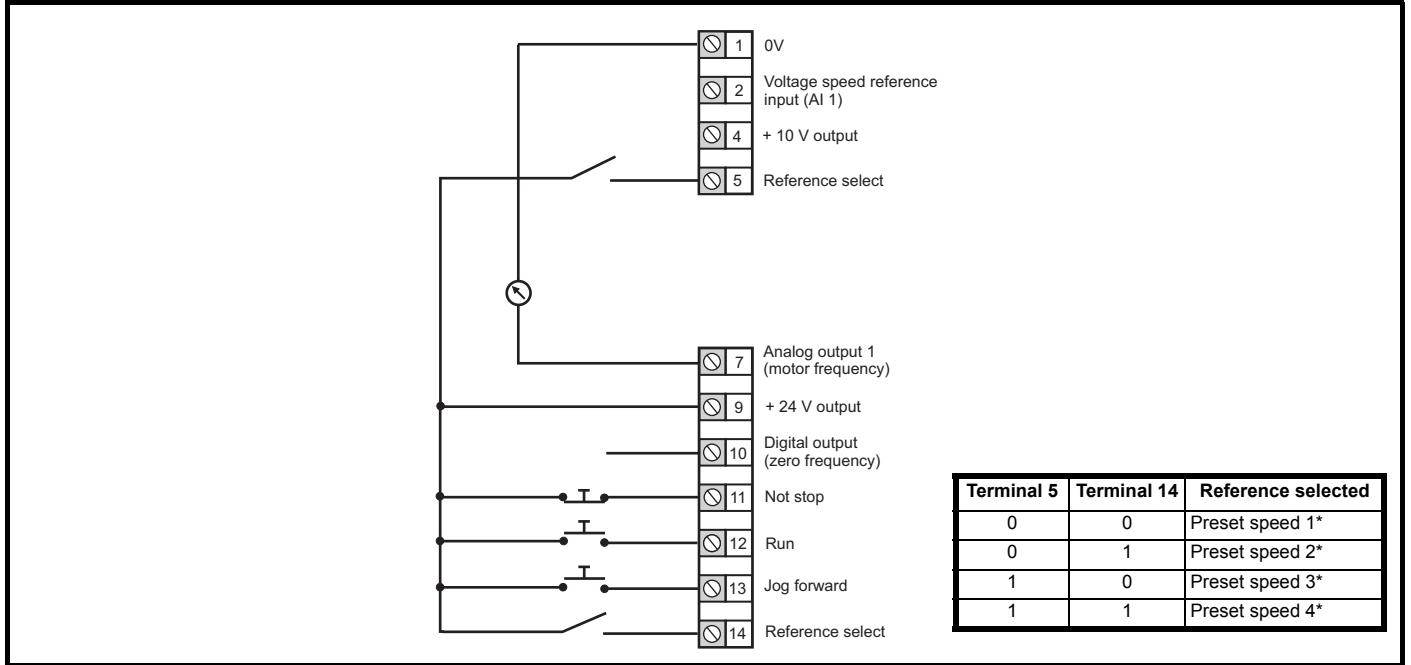 1 0V
2 Voltage speed reference
input (AI 1)
4 + 10 V output
5 Reference select
7 Analog output 1
(motor frequency)
9 + 24 V output
10 Digital output
(zero frequency)
11 Not stop
12 Run
13 Jog forward
14 Reference select
Terminal 5 Terminal 14 Reference selected
0 0 Preset speed 1*
0 1 Preset speed 2*
1 0 Preset speed 3*
1 1 Preset speed 4*